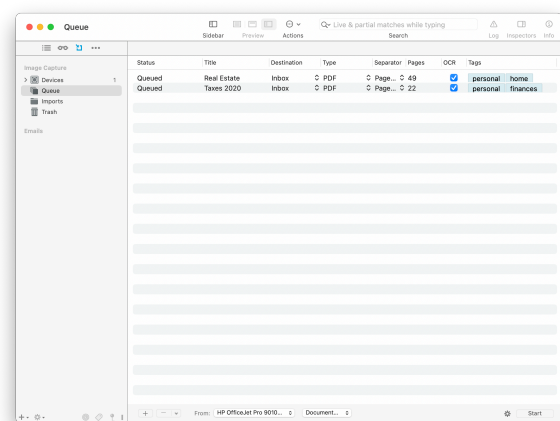 Queue
Live & partial matches while typing
Sidebar Preview Actions Search Log Inspectors Info
Image Capture
Devices 1
Queue
Imports
Trash
Emails
Status Title Destination Type Separator Pages OCR Tags
Queued Real Estate Inbox PDF Page... 49 personal home
Queued Taxes 2020 Inbox PDF Page... 22 personal finances
From: HP OfficeJet Pro 9010... Document... Start